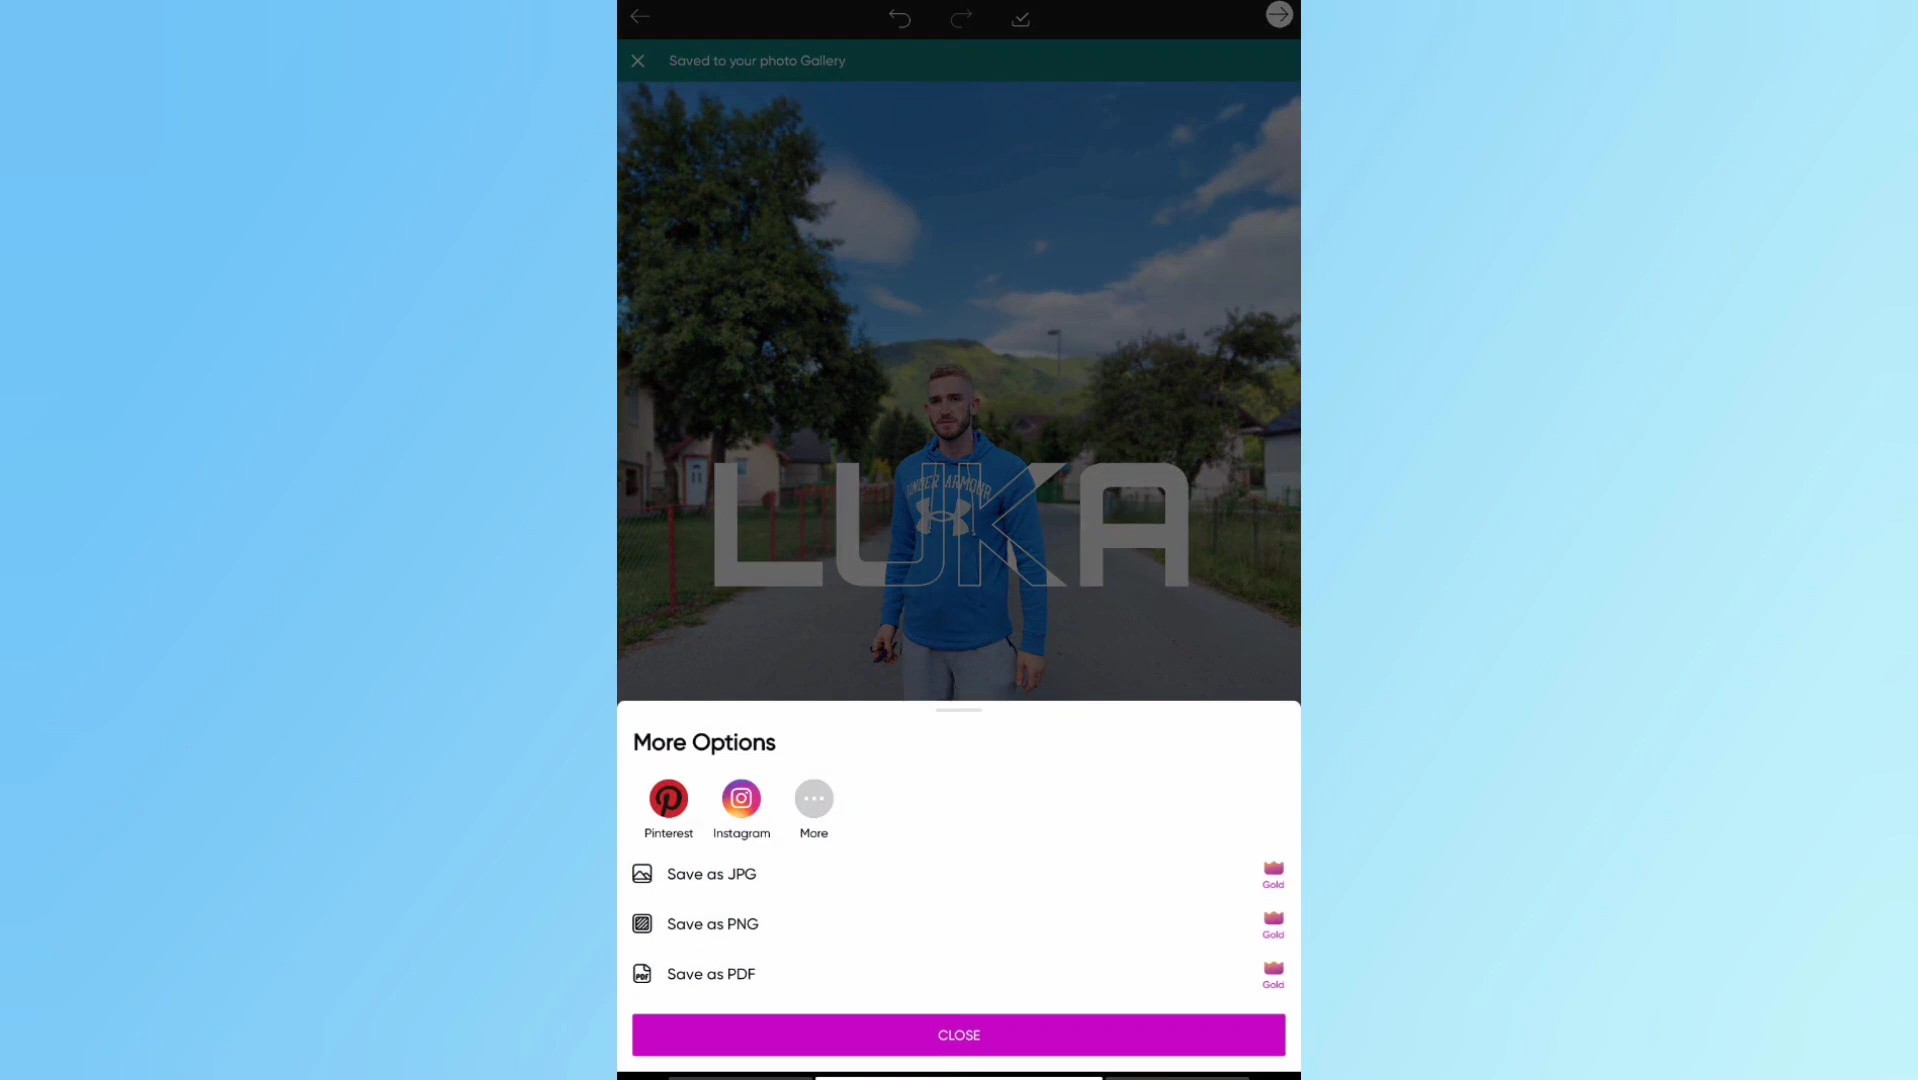 Saved to your photo Gallery
UNDER ARMOUR
LUKA
More Options
Pinterest Instagram More
Save as JPG Gold
Save as PNG Gold
PDF Save as PDF Gold
CLOSE